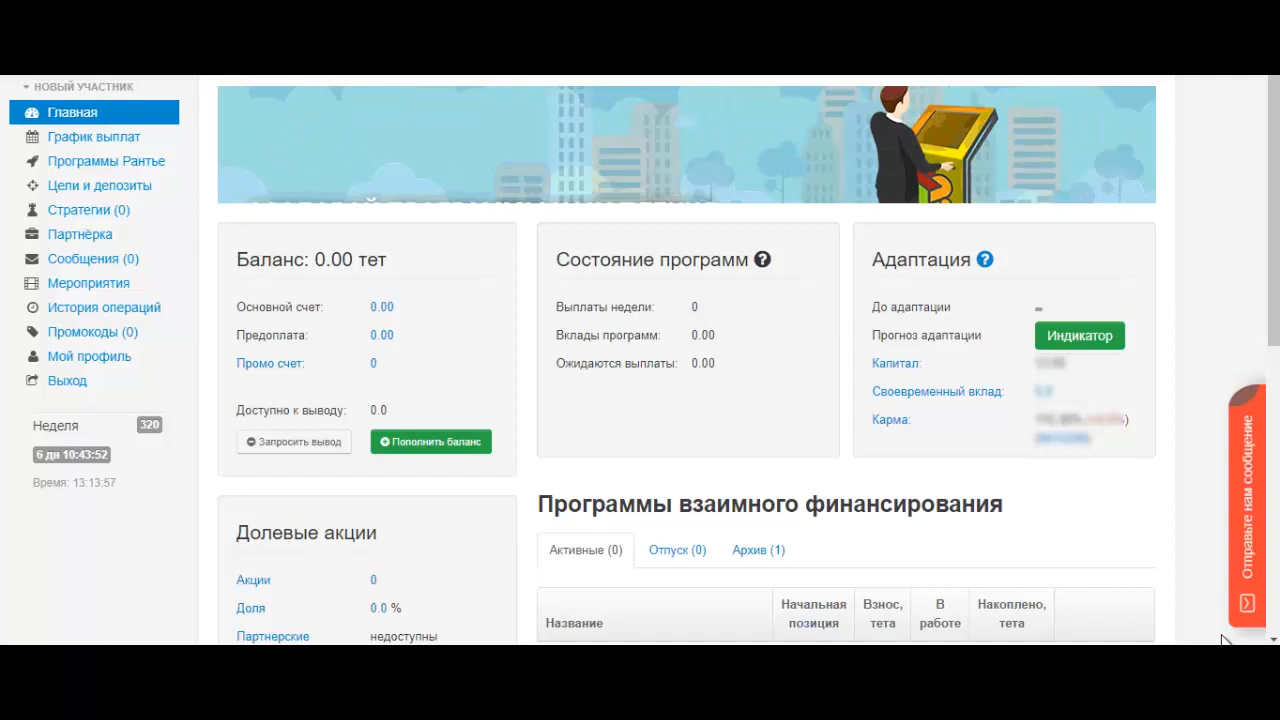 НОВЫЙ УЧАСТНИК
Главная
График выплат
Программы Рантье
Цели и депозиты
Стратегии (0)
Партнёрка
Сообщения (0)
Мероприятия
История операций
Промокоды (0)
Мой профиль
Выход
Неделя 320
6 дн 10:43:52
Время: 13:13:57
Баланс: 0.00 тет
Основной счет: 0.00
Предоплата: 0.00
Промо счет: 0
Доступно к выводу: 0.0
Запросить вывод Пополнить баланс
Состояние программ
Выплаты недели: 0
Вклады программ: 0.00
Ожидаются выплаты: 0.00
Адаптация
До адаптации –
Прогноз адаптации Индикатор
Капитал:
Своевременный вклад:
Карма:
Долевые акции
Акции 0
Доля 0.0 %
Партнерские недоступны
Программы взаимного финансирования
Активные (0) Отпуск (0) Архив (1)
Название
Начальная позиция
Взнос, тета
В работе
Накоплено, тета
Отправьте нам сообщение